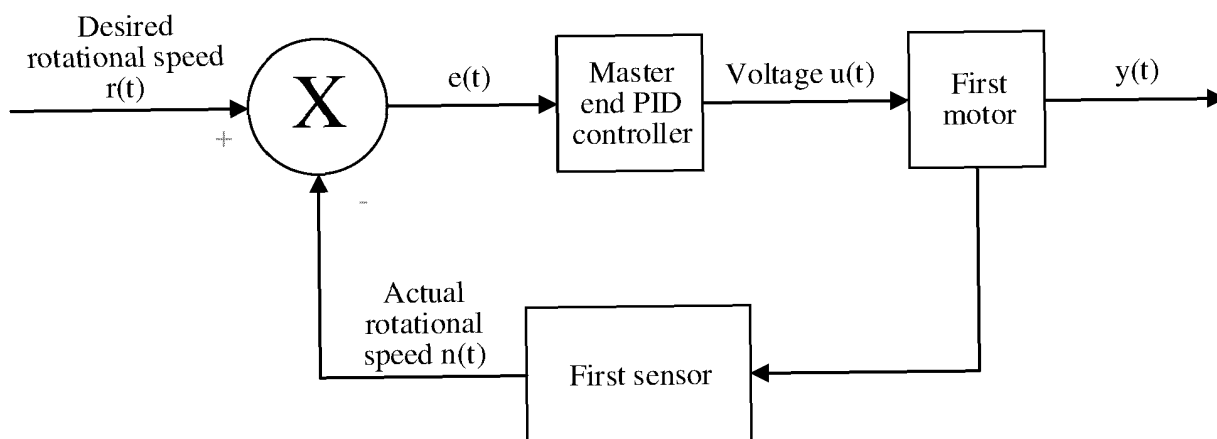 Desired
rotational speed
r(t)
+
X
-
e(t)
Master
end PID
controller
Voltage u(t)
First
motor
y(t)
Actual
rotational
speed n(t)
First sensor